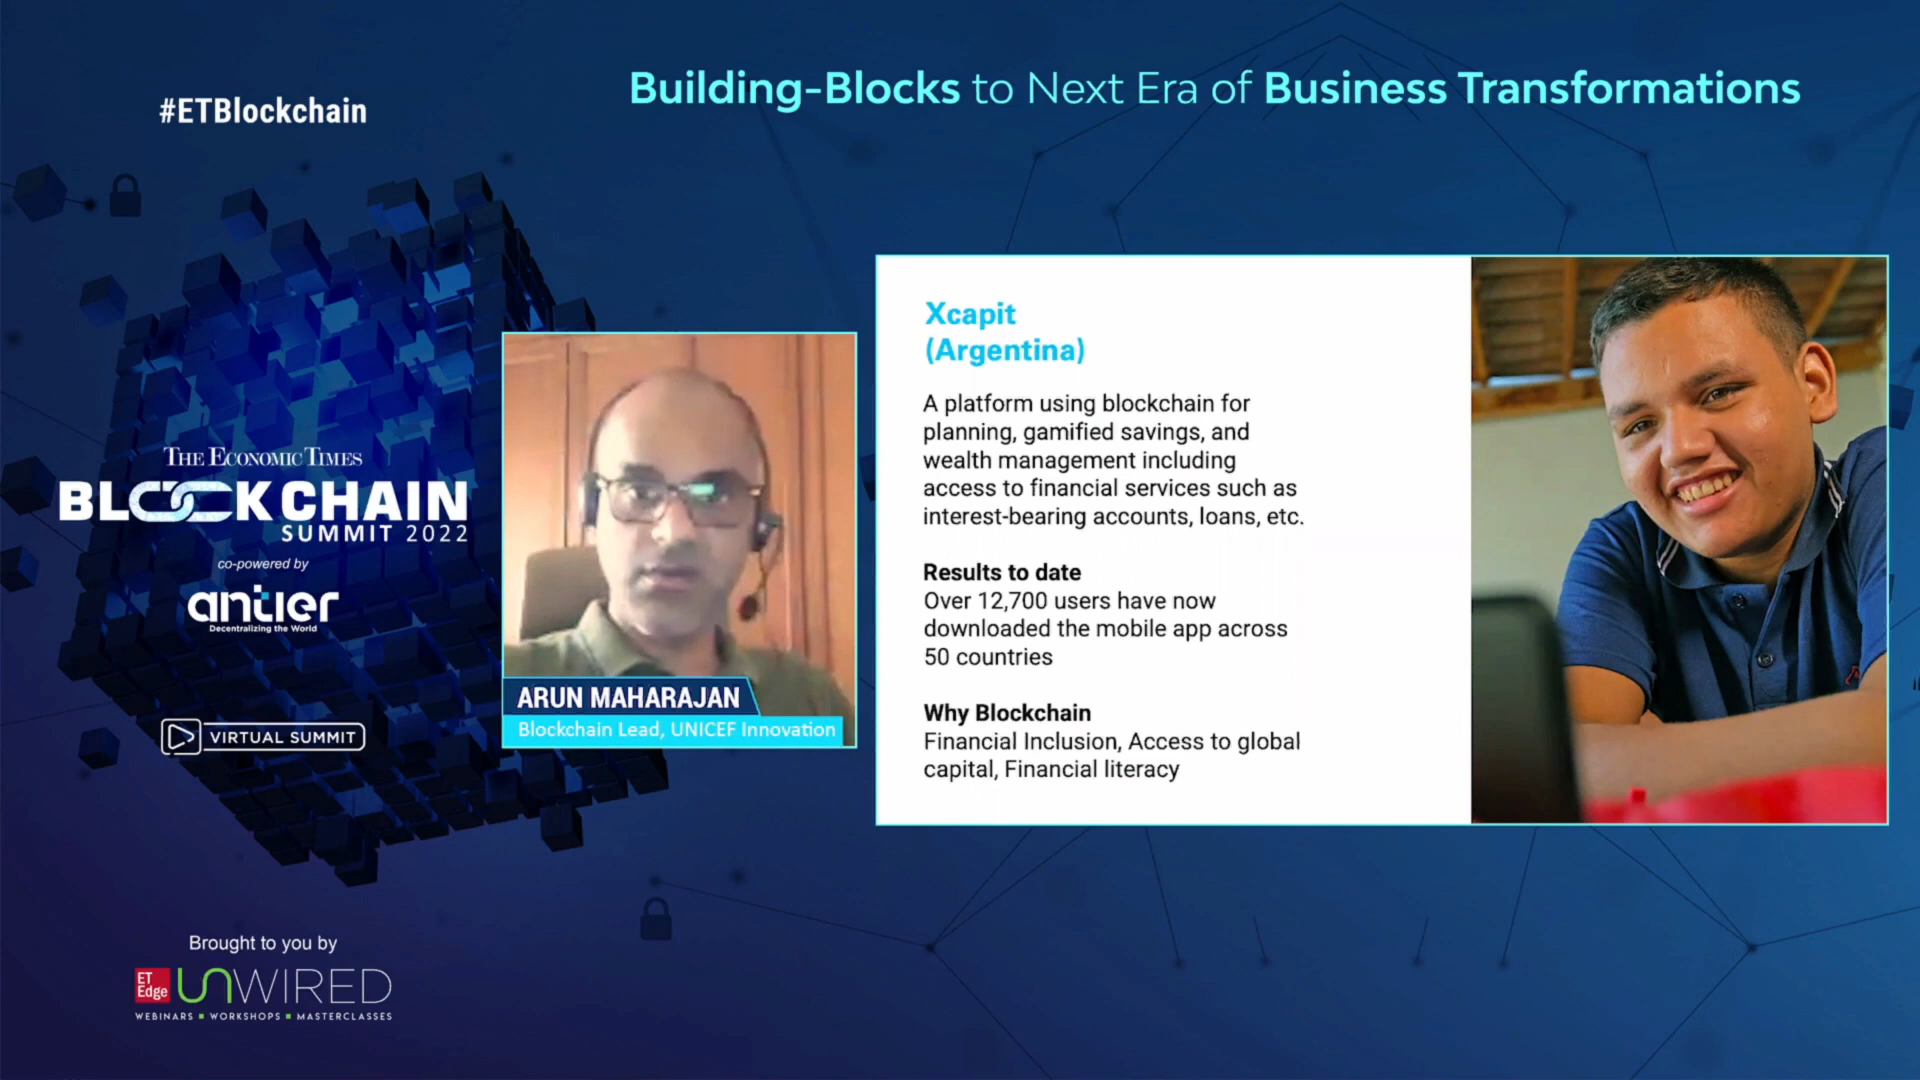 #ETBlockchain
Building-Blocks to Next Era of Business Transformations
THE ECONOMIC TIMES
BLOCKCHAIN
SUMMIT 2022
co-powered by
antier
Decentralizing the World
VIRTUAL SUMMIT
Brought to you by
ET
Edge
UNWIRED
WEBINARS ■ WORKSHOPS ■ MASTERCLASSES
ARUN MAHARAJAN
Blockchain Lead, UNICEF Innovation
Xcapit
(Argentina)
A platform using blockchain for
planning, gamified savings, and
wealth management including
access to financial services such as
interest-bearing accounts, loans, etc.
Results to date
Over 12,700 users have now
downloaded the mobile app across
50 countries
Why Blockchain
Financial Inclusion, Access to global
capital, Financial literacy